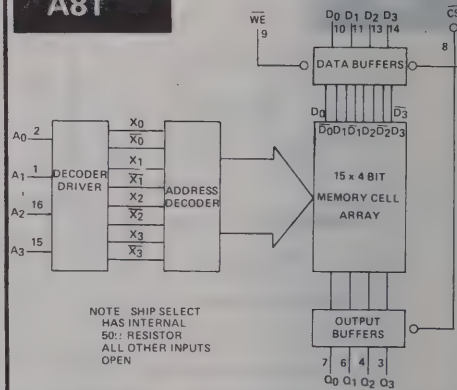 A81
WE
9
D0 D1 D2 D3
10 11 13 14
CS
8
DATA BUFFERS
D0 D3
D0 D1 D1 D2 D2 D3
A0 2
A1 1
A2 16
A3 15
DECODER
DRIVER
X0
X0
X1
X1
X2
X2
X3
X3
ADDRESS
DECODER
15 x 4 BIT
MEMORY CELL
ARRAY
NOTE SHIP SELECT
HAS INTERNAL
50:: RESISTOR
ALL OTHER INPUTS
OPEN
OUTPUT
BUFFERS
7 6 4 3
Q0 Q1 Q2 Q3